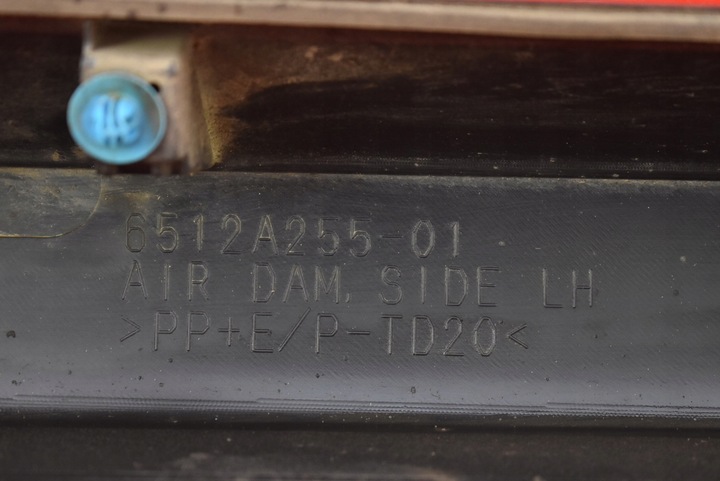 6512A255-01
AIR DAM, SIDE LH
>PP+E/P-TD20<